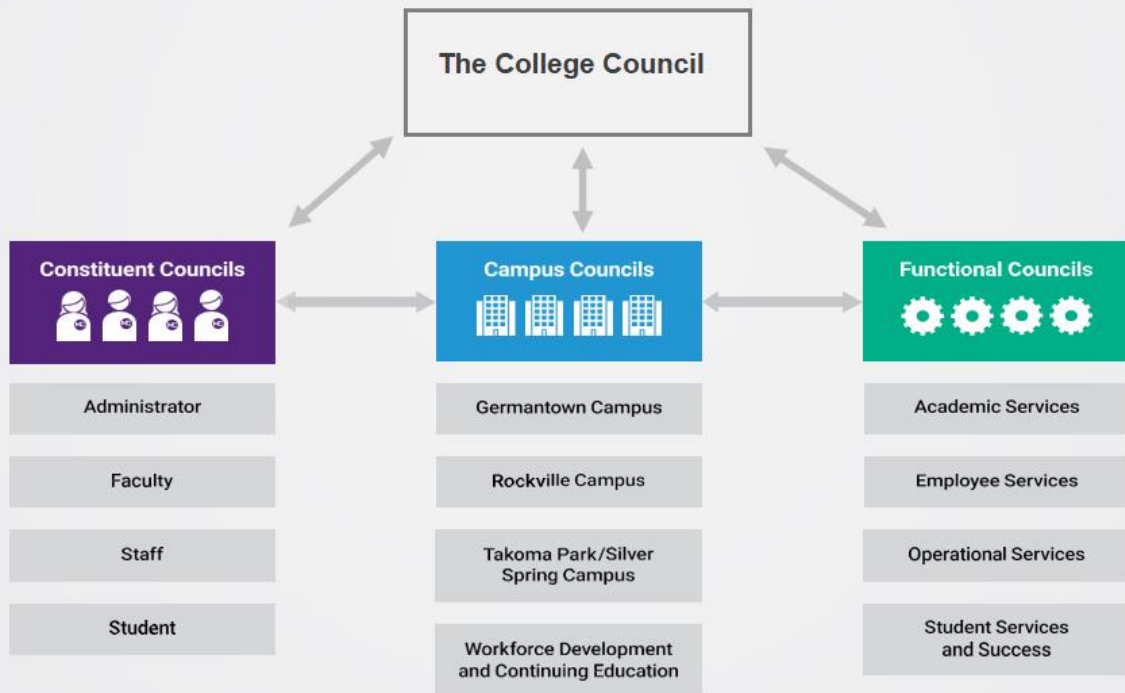 The College Council
Constituent Councils
Administrator
Faculty
Staff
Student
Campus Councils
Germantown Campus
Rockville Campus
Takoma Park/Silver
Spring Campus
Workforce Development
and Continuing Education
Functional Councils
Academic Services
Employee Services
Operational Services
Student Services
and Success